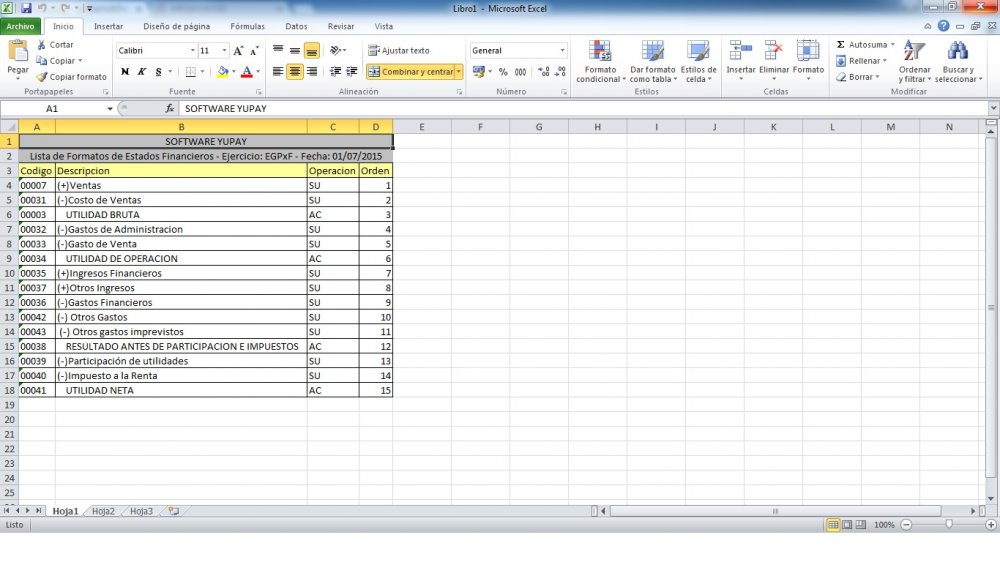 Libro1 - Microsoft Excel
Archivo Inicio Insertar Diseño de página Fórmulas Datos Revisar Vista
Pegar
Cortar
Copiar
Copiar formato
Portapapeles
Calibri 11
N K S
Fuente
Ajustar texto
Combinar y centrar
Alineación
General
% 000
Número
Formato condicional
Dar formato como tabla
Estilos de celda
Estilos
Insertar Eliminar Formato
Celdas
Autosuma
Rellenar
Borrar
Ordenar y filtrar
Buscar y seleccionar
Modificar
A1 fx SOFTWARE YUPAY
A B C D E F G H I J K L M N
1 SOFTWARE YUPAY
2 Lista de Formatos de Estados Financieros - Ejercicio: EGPxF - Fecha: 01/07/2015
3 Codigo Descripcion Operacion Orden
4 00007 (+)Ventas SU 1
5 00031 (-)Costo de Ventas SU 2
6 00003 UTILIDAD BRUTA AC 3
7 00032 (-)Gastos de Administracion SU 4
8 00033 (-)Gasto de Venta SU 5
9 00034 UTILIDAD DE OPERACION AC 6
10 00035 (+)Ingresos Financieros SU 7
11 00037 (+)Otros Ingresos SU 8
12 00036 (-)Gastos Financieros SU 9
13 00042 (-) Otros Gastos SU 10
14 00043 (-) Otros gastos imprevistos SU 11
15 00038 RESULTADO ANTES DE PARTICIPACION E IMPUESTOS AC 12
16 00039 (-)Participación de utilidades SU 13
17 00040 (-)Impuesto a la Renta SU 14
18 00041 UTILIDAD NETA AC 15
19
20
21
22
23
24
25
Hoja1 Hoja2 Hoja3
Listo 100%